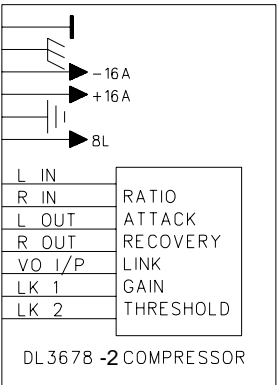 -16A
+16A
8L
L IN
R IN
L OUT
R OUT
VO I/P
LK 1
LK 2
RATIO
ATTACK
RECOVERY
LINK
GAIN
THRESHOLD
DL3678 -2 COMPRESSOR